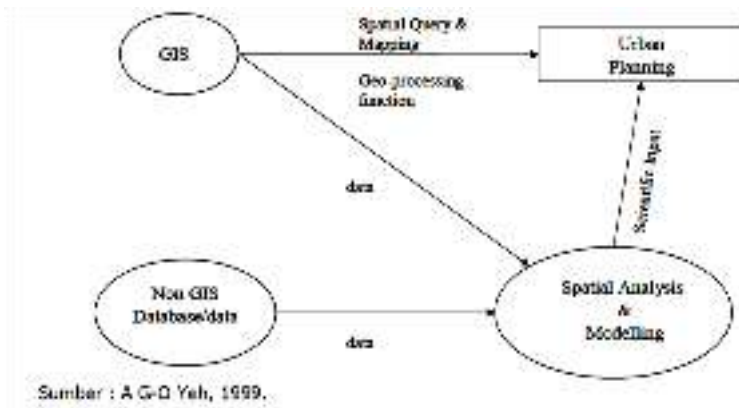 GIS
Spatial Query &
Mapping
Urban
Planning
Geo-processing
function
data
Scientific input
Non GIS
Database/data
data
Spatial Analysis
&
Modelling
Sumber : A G-O Yeh, 1999.